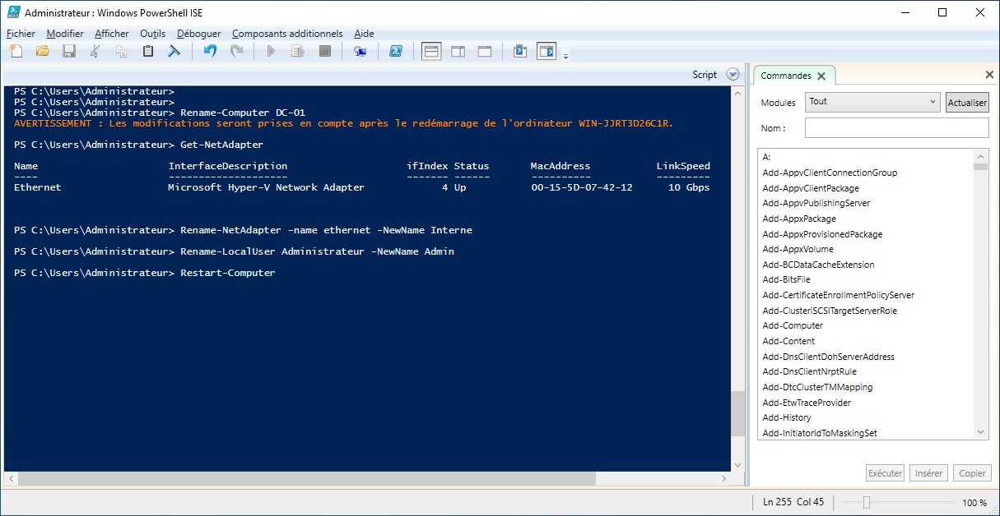 Administrateur : Windows PowerShell ISE
Fichier Modifier Afficher Outils Déboguer Composants additionnels Aide
Script
PS C:\Users\Administrateur>
PS C:\Users\Administrateur>
PS C:\Users\Administrateur> Rename-Computer DC-01
AVERTISSEMENT : Les modifications seront prises en compte après le redémarrage de l'ordinateur WIN-JJRT3D26C1R.
PS C:\Users\Administrateur> Get-NetAdapter
Name InterfaceDescription ifIndex Status MacAddress LinkSpeed
---- -------------------- ------- ------ ---------- ---------
Ethernet Microsoft Hyper-V Network Adapter 4 Up 00-15-5D-07-42-12 10 Gbps
PS C:\Users\Administrateur> Rename-NetAdapter -name ethernet -NewName Interne
PS C:\Users\Administrateur> Rename-LocalUser Administrateur -NewName Admin
PS C:\Users\Administrateur> Restart-Computer
Commandes
Modules Tout Actualiser
Nom :
A:
Add-AppvClientConnectionGroup
Add-AppvClientPackage
Add-AppvPublishingServer
Add-AppxPackage
Add-AppxProvisionedPackage
Add-AppxVolume
Add-BCDataCacheExtension
Add-BitsFile
Add-CertificateEnrollmentPolicyServer
Add-ClusteriSCSITargetServerRole
Add-Computer
Add-Content
Add-DnsClientDohServerAddress
Add-DnsClientNrptRule
Add-DtcClusterTMMapping
Add-EtwTraceProvider
Add-History
Add-InitiatorIdToMaskingSet
Exécuter Insérer Copier
Ln 255 Col 45 100 %